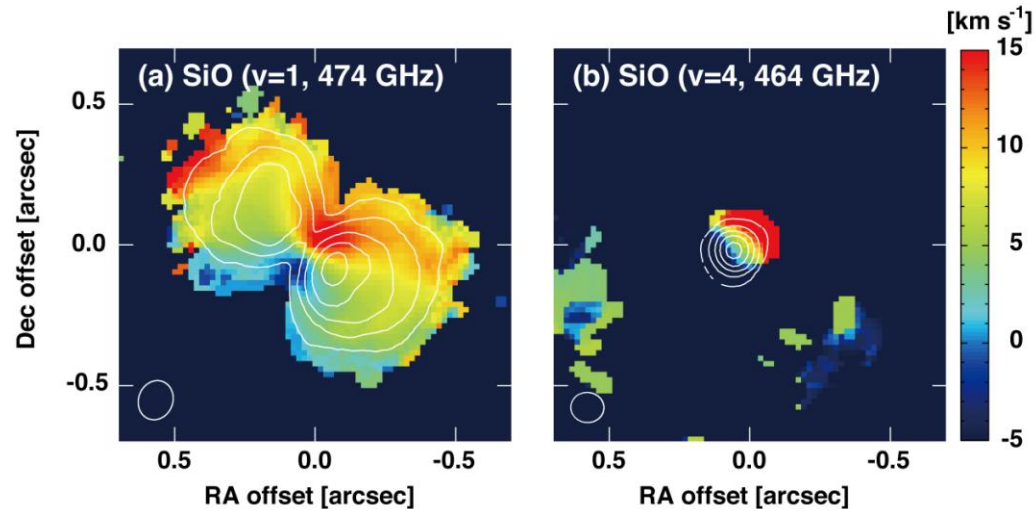 [km s⁻¹]
(a) SiO (v=1, 474 GHz)
(b) SiO (v=4, 464 GHz)
15
10
5
0
-5
0.5
0.0
-0.5
Dec offset [arcsec]
0.5 0.0 -0.5
0.5 0.0 -0.5
RA offset [arcsec]
RA offset [arcsec]